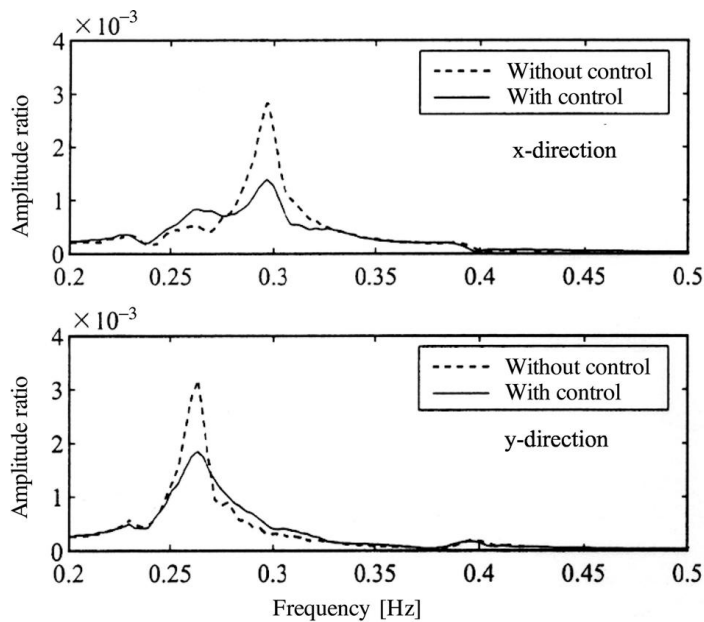 ×10⁻³
4
3
2
1
0
Amplitude ratio
Without control
With control
x-direction
0.2 0.25 0.3 0.35 0.4 0.45 0.5
×10⁻³
4
3
2
1
0
Amplitude ratio
Without control
With control
y-direction
0.2 0.25 0.3 0.35 0.4 0.45 0.5
Frequency [Hz]